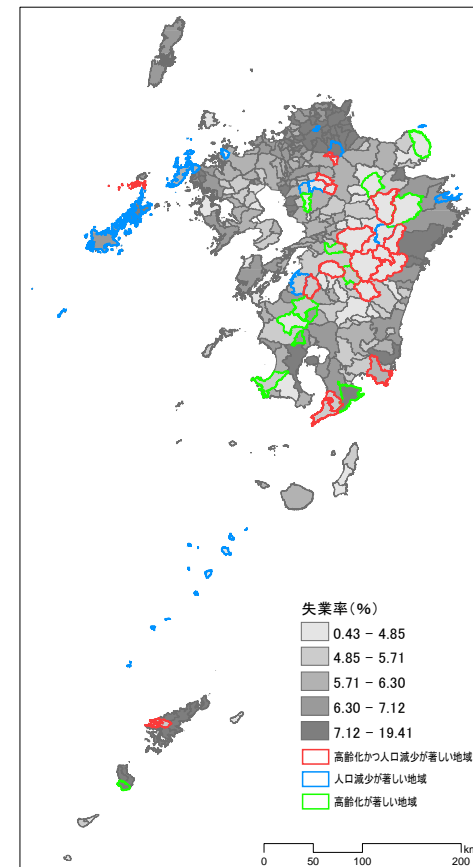 失業率(%)
0.43 − 4.85
4.85 − 5.71
5.71 − 6.30
6.30 − 7.12
7.12 − 19.41
高齢化かつ人口減少が著しい地域
人口減少が著しい地域
高齢化が著しい地域
km
0 50 100 200